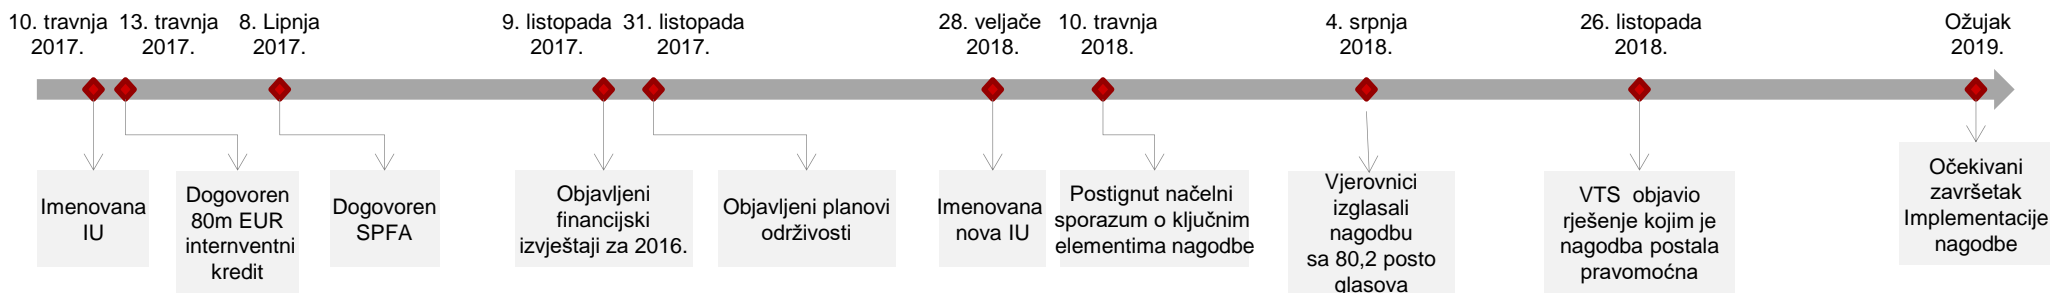 10. travnja
2017.
13. travnja
2017.
8. Lipnja
2017.
9. listopada
2017.
31. listopada
2017.
28. veljače
2018.
10. travnja
2018.
4. srpnja
2018.
26. listopada
2018.
Ožujak
2019.
Imenovana
IU
Dogovoren
80m EUR
internventni
kredit
Dogovoren
SPFA
Objavljeni
financijski
izvještaji za 2016.
Objavljeni planovi
održivosti
Imenovana
nova IU
Postignut načelni
sporazum o ključnim
elementima nagodbe
Vjerovnici
izglasali
nagodbu
sa 80,2 posto
glasova
VTS objavio
rješenje kojim je
nagodba postala
pravomoćna
Očekivani
završetak
Implementacije
nagodbe